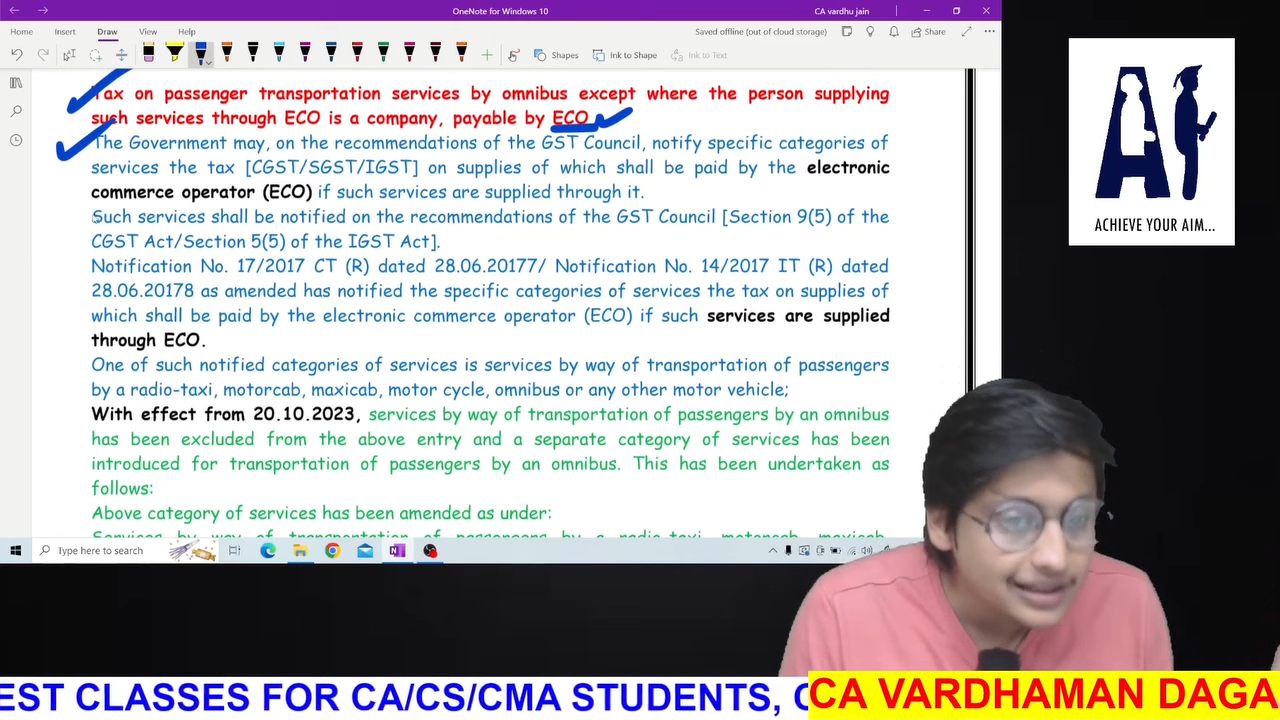 OneNote for Windows 10
CA vardhu jain
Home Insert Draw View Help
Saved offline (out of cloud storage)
Share
Shapes
Ink to Shape
Ink to Text
Tax on passenger transportation services by omnibus except where the person supplying
such services through ECO is a company, payable by ECO
The Government may, on the recommendations of the GST Council, notify specific categories of
services the tax [CGST/SGST/IGST] on supplies of which shall be paid by the electronic
commerce operator (ECO) if such services are supplied through it.
Such services shall be notified on the recommendations of the GST Council [Section 9(5) of the
CGST Act/Section 5(5) of the IGST Act].
Notification No. 17/2017 CT (R) dated 28.06.20177/ Notification No. 14/2017 IT (R) dated
28.06.20178 as amended has notified the specific categories of services the tax on supplies of
which shall be paid by the electronic commerce operator (ECO) if such services are supplied
through ECO.
One of such notified categories of services is services by way of transportation of passengers
by a radio-taxi, motorcab, maxicab, motor cycle, omnibus or any other motor vehicle;
With effect from 20.10.2023, services by way of transportation of passengers by an omnibus
has been excluded from the above entry and a separate category of services has been
introduced for transportation of passengers by an omnibus. This has been undertaken as
follows:
Above category of services has been amended as under:
Services by way of transportation of passengers by a radio-taxi, motorcab, maxicab,
Type here to search
A
ACHIEVE YOUR AIM...
EST CLASSES FOR CA/CS/CMA STUDENTS,
CA VARDHAMAN DAGA